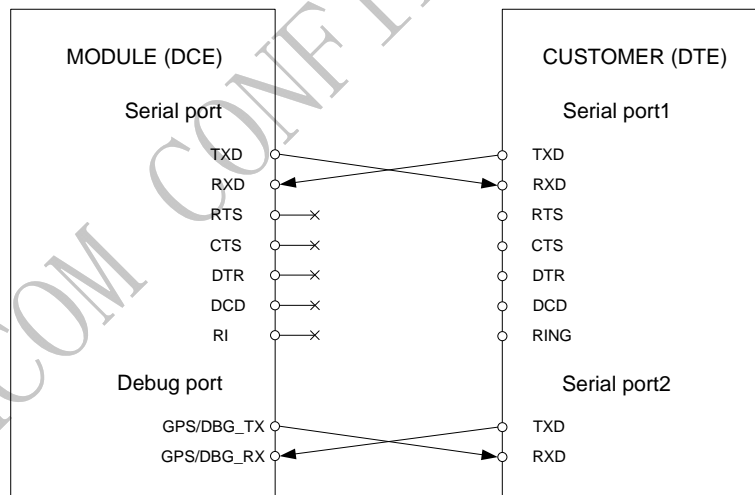 MODULE (DCE)
Serial port
TXD
RXD
RTS
CTS
DTR
DCD
RI
Debug port
GPS/DBG_TX
GPS/DBG_RX
CUSTOMER (DTE)
Serial port1
TXD
RXD
RTS
CTS
DTR
DCD
RING
Serial port2
TXD
RXD